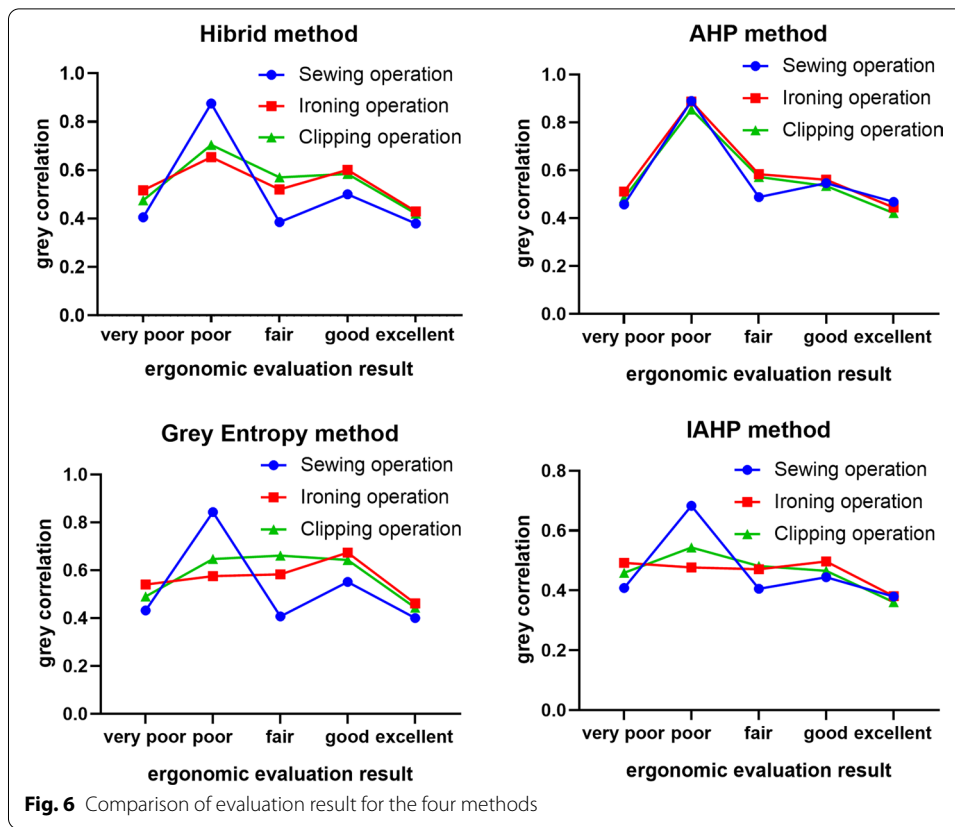 Hibrid method
Sewing operation
Ironing operation
Clipping operation
grey correlation
1.0
0.8
0.6
0.4
0.2
0.0
very poor poor fair good excellent
ergonomic evaluation result
AHP method
Sewing operation
Ironing operation
Clipping operation
grey correlation
1.0
0.8
0.6
0.4
0.2
0.0
very poor poor fair good excellent
ergonomic evaluation result
Grey Entropy method
Sewing operation
Ironing operation
Clipping operation
grey correlation
1.0
0.8
0.6
0.4
0.2
0.0
very poor poor fair good excellent
ergonomic evaluation result
IAHP method
Sewing operation
Ironing operation
Clipping operation
grey correlation
0.8
0.6
0.4
0.2
0.0
very poor poor fair good excellent
ergonomic evaluation result
Fig. 6 Comparison of evaluation result for the four methods